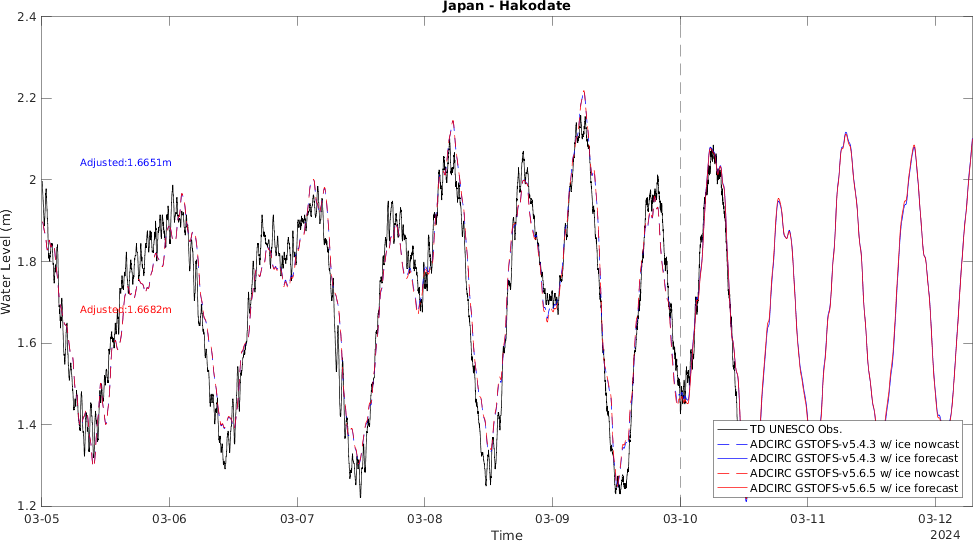 Japan - Hakodate
2.4
2.2
2
1.8
1.6
1.4
1.2
Water Level (m)
Adjusted:1.6651m
Adjusted:1.6682m
TD UNESCO Obs.
ADCIRC GSTOFS-v5.4.3 w/ ice nowcast
ADCIRC GSTOFS-v5.4.3 w/ ice forecast
ADCIRC GSTOFS-v5.6.5 w/ ice nowcast
ADCIRC GSTOFS-v5.6.5 w/ ice forecast
03-05 03-06 03-07 03-08 03-09 03-10 03-11 03-12
Time
2024